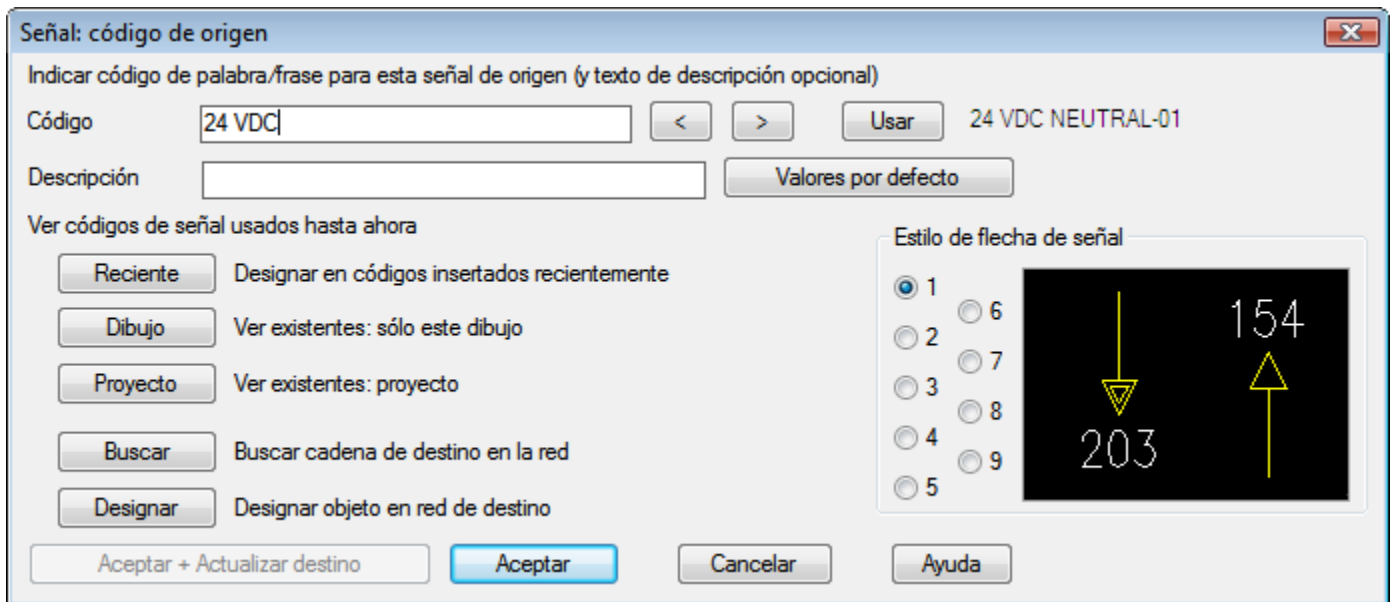 Señal: código de origen
Indicar código de palabra/frase para esta señal de origen (y texto de descripción opcional)
Código 24 VDC < > Usar 24 VDC NEUTRAL-01
Descripción Valores por defecto
Ver códigos de señal usados hasta ahora
Reciente Designar en códigos insertados recientemente
Dibujo Ver existentes: sólo este dibujo
Proyecto Ver existentes: proyecto
Buscar Buscar cadena de destino en la red
Designar Designar objeto en red de destino
Estilo de flecha de señal
1
2
3
4
5
6
7
8
9
154
203
Aceptar + Actualizar destino Aceptar Cancelar Ayuda